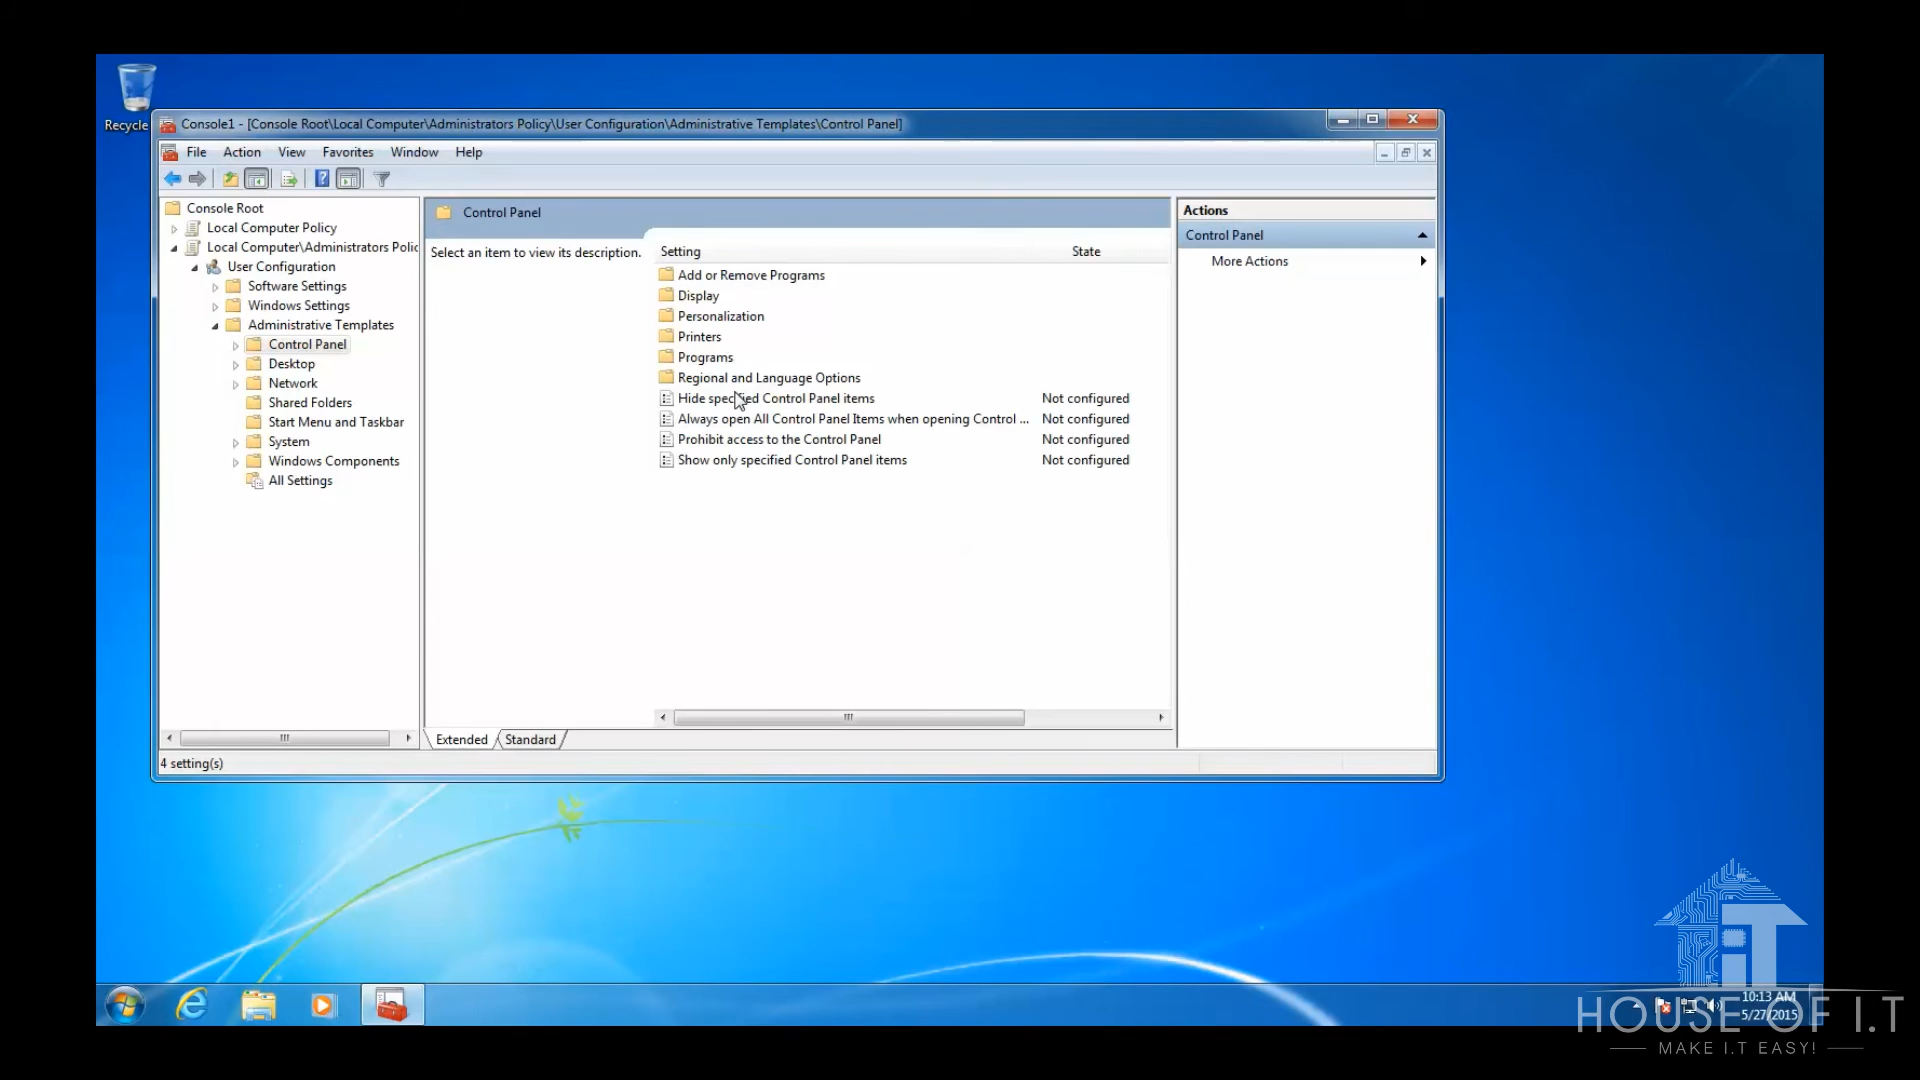 Recycle
Console1 - [Console Root\Local Computer\Administrators Policy\User Configuration\Administrative Templates\Control Panel]
File Action View Favorites Window Help
Console Root
Local Computer Policy
Local Computer\Administrators Polic
User Configuration
Software Settings
Windows Settings
Administrative Templates
Control Panel
Desktop
Network
Shared Folders
Start Menu and Taskbar
System
Windows Components
All Settings
Control Panel
Select an item to view its description.
Setting State
Add or Remove Programs
Display
Personalization
Printers
Programs
Regional and Language Options
Hide specified Control Panel items Not configured
Always open All Control Panel Items when opening Control ... Not configured
Prohibit access to the Control Panel Not configured
Show only specified Control Panel items Not configured
Extended Standard
Actions
Control Panel
More Actions
4 setting(s)
10:13 AM
5/27/2015
iT
HOUSE OF I.T
MAKE I.T EASY!